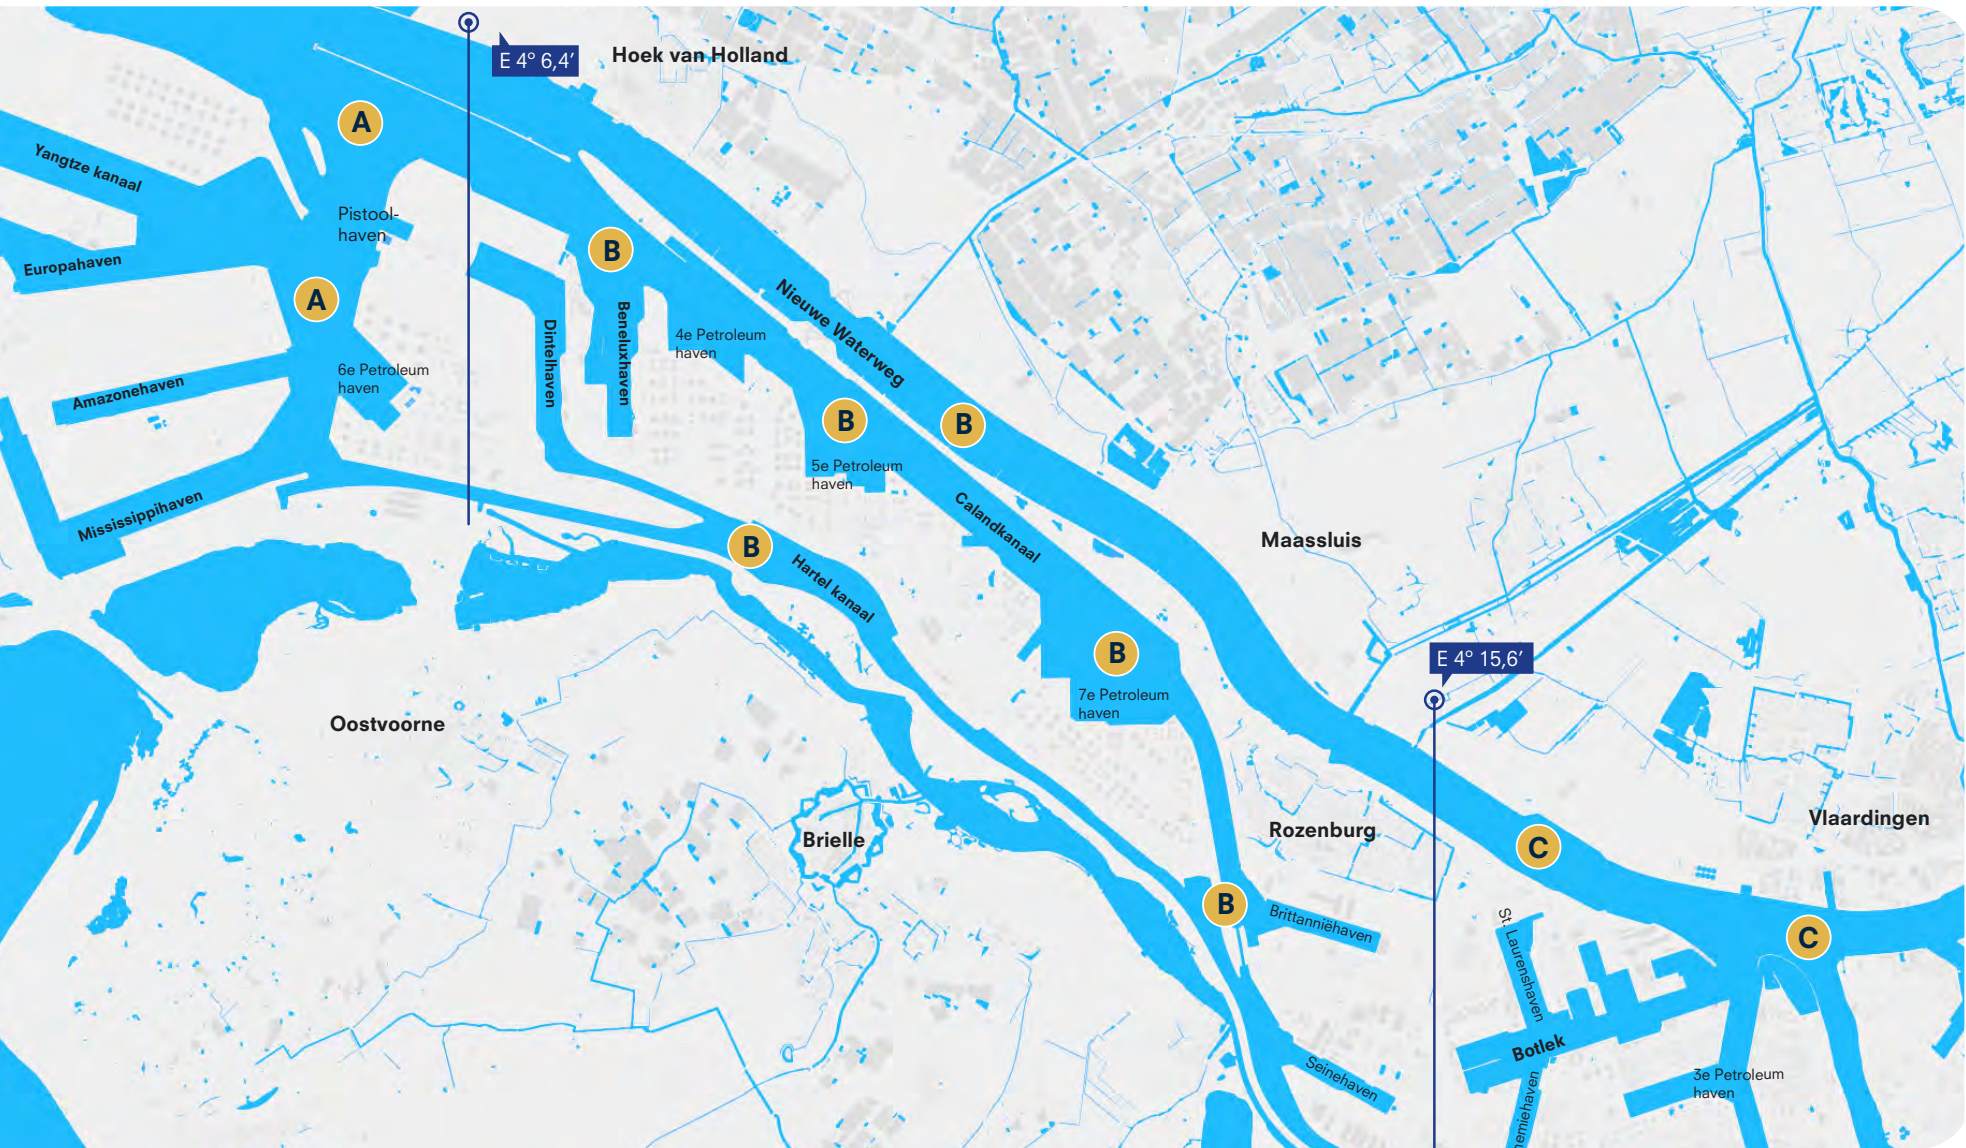 E 4° 6,4’
Hoek van Holland
A
Yangtze kanaal
Pistool-
haven
B
Europahaven
A
Nieuwe Waterweg
Dintelhaven
Beneluxhaven
4e Petroleum
haven
6e Petroleum
haven
Amazonehaven
B
B
5e Petroleum
haven
Mississippihaven
Calandkanaal
B
Hartel kanaal
Maassluis
B
E 4° 15,6’
7e Petroleum
haven
Oostvoorne
Brielle
Rozenburg
Vlaardingen
C
B
Brittanniëhaven
St. Laurenshaven
C
Botlek
Seinehaven
3e Petroleum
haven